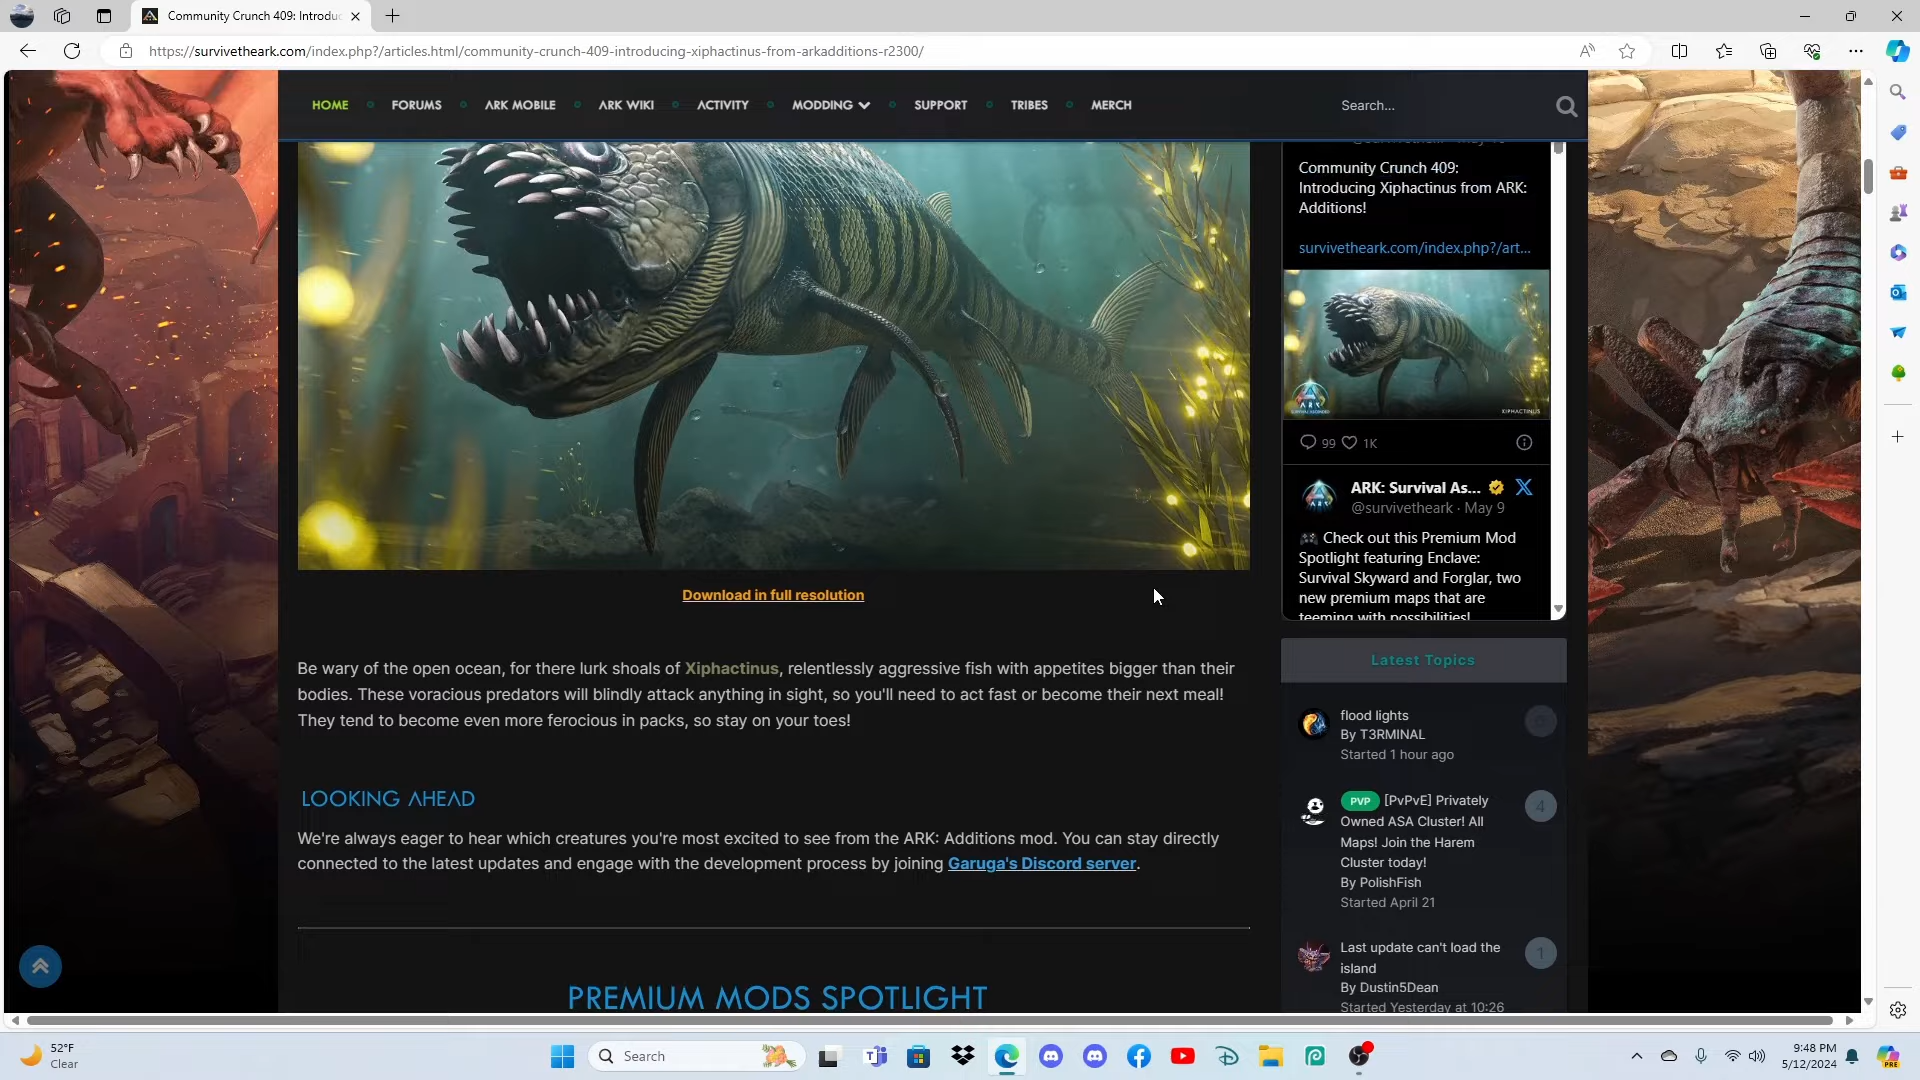 Community Crunch 409: Introduc
https://survivetheark.com/index.php?/articles.html/community-crunch-409-introducing-xiphactinus-from-arkadditions-r2300/
HOME
FORUMS
ARK MOBILE
ARK WIKI
ACTIVITY
MODDING
SUPPORT
TRIBES
MERCH
Search...
Download in full resolution
Be wary of the open ocean, for there lurk shoals of Xiphactinus, relentlessly aggressive fish with appetites bigger than their
bodies. These voracious predators will blindly attack anything in sight, so you'll need to act fast or become their next meal!
They tend to become even more ferocious in packs, so stay on your toes!
LOOKING AHEAD
We're always eager to hear which creatures you're most excited to see from the ARK: Additions mod. You can stay directly
connected to the latest updates and engage with the development process by joining Garuga's Discord server.
PREMIUM MODS SPOTLIGHT
Community Crunch 409:
Introducing Xiphactinus from ARK:
Additions!
survivetheark.com/index.php?/art...
ARK
XIPHACTINUS
99
1K
ARK: Survival As...
@survivetheark · May 9
🎮 Check out this Premium Mod
Spotlight featuring Enclave:
Survival Skyward and Forglar, two
new premium maps that are
teeming with possibilities!
Latest Topics
flood lights
By T3RMINAL
Started 1 hour ago
PVP [PvPvE] Privately
Owned ASA Cluster! All
Maps! Join the Harem
Cluster today!
By PolishFish
Started April 21
4
Last update can't load the
island
By Dustin5Dean
Started Yesterday at 10:26
1
52°F
Clear
Search
9:48 PM
5/12/2024
PRE